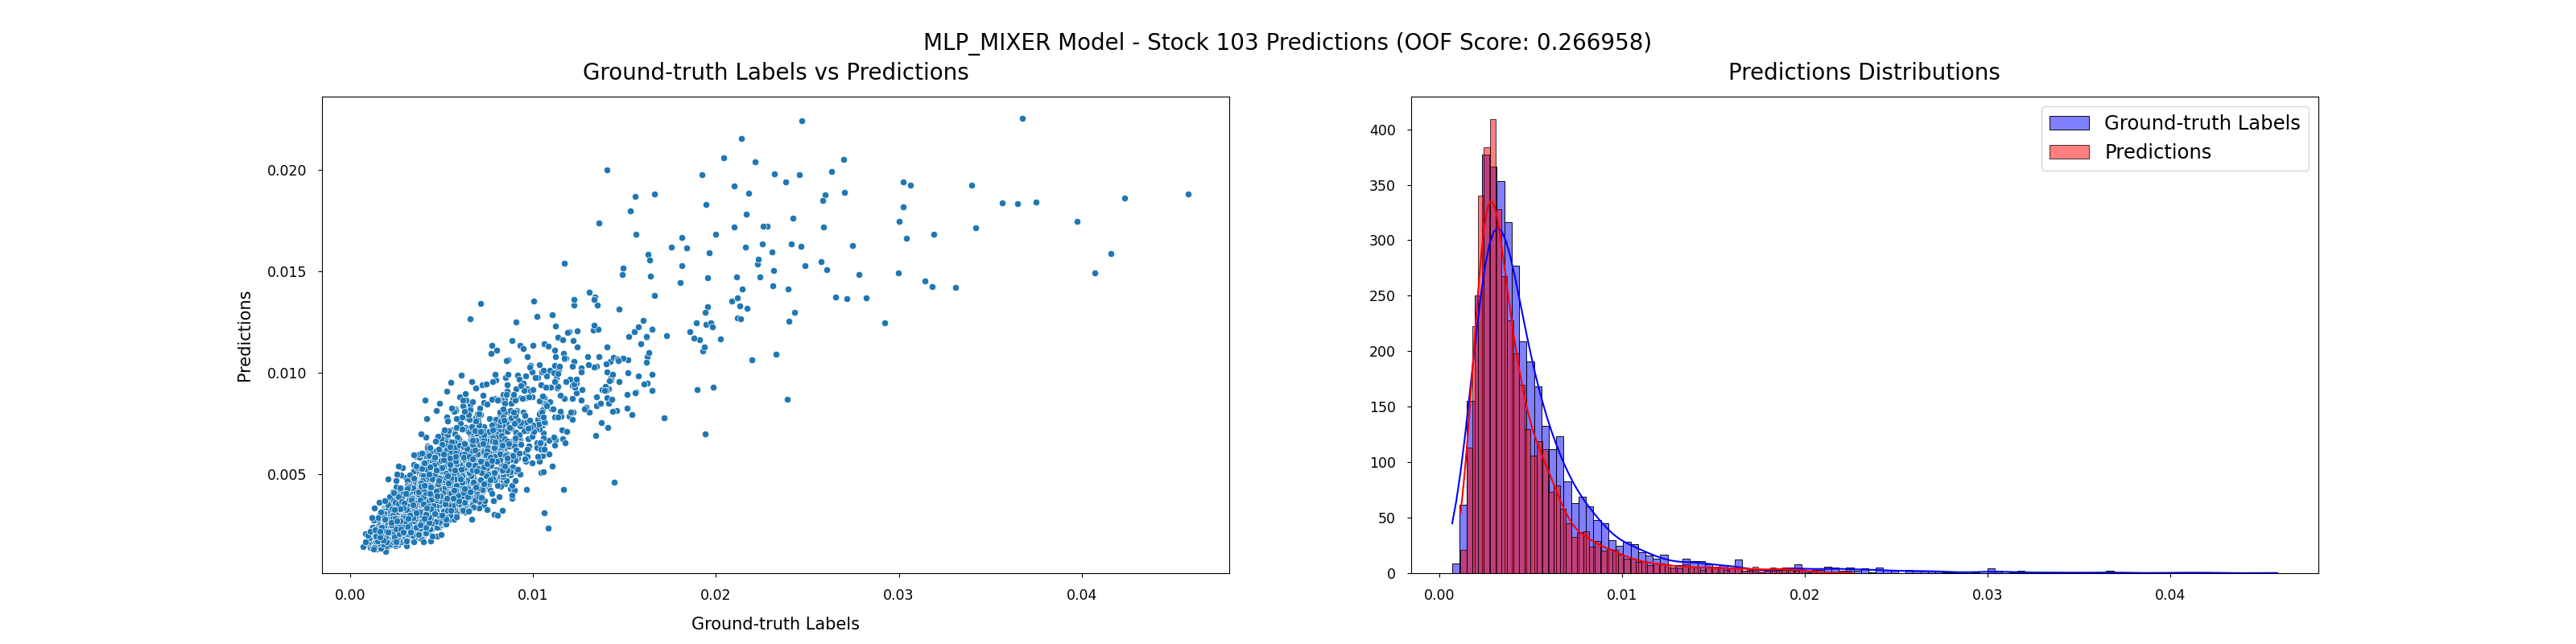 MLP_MIXER Model - Stock 103 Predictions (OOF Score: 0.266958)
Ground-truth Labels vs Predictions
Predictions
0.020
0.015
0.010
0.005
0.00 0.01 0.02 0.03 0.04
Ground-truth Labels
Predictions Distributions
Ground-truth Labels
Predictions
400
350
300
250
200
150
100
50
0
0.00 0.01 0.02 0.03 0.04